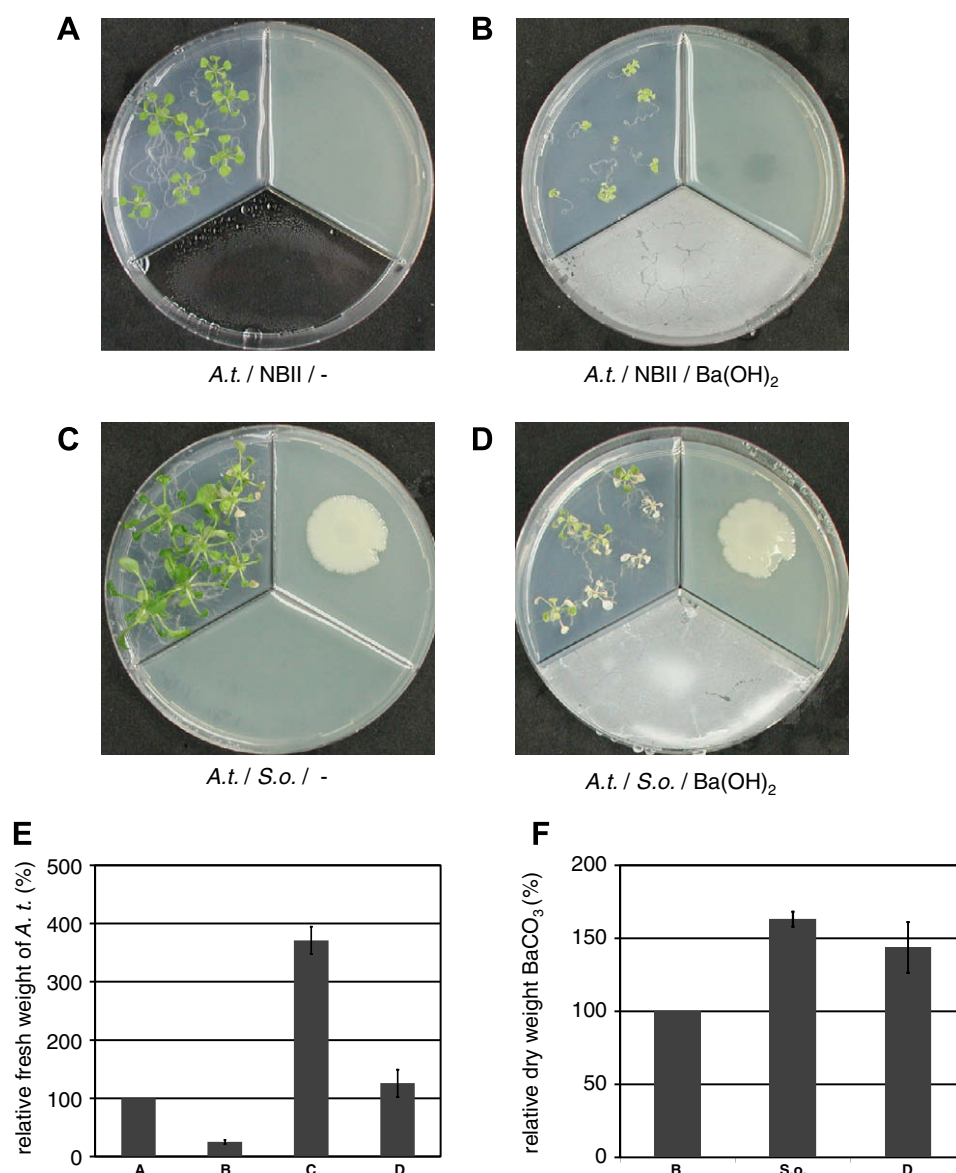 A
B
A.t. / NBII / -
A.t. / NBII / Ba(OH)2
C
D
A.t. / S.o. / -
A.t. / S.o. / Ba(OH)2
E
relative fresh weight of A. t. (%)
500
400
300
200
100
0
A B C D
F
relative dry weight BaCO3 (%)
200
150
100
50
0
B S.o. D